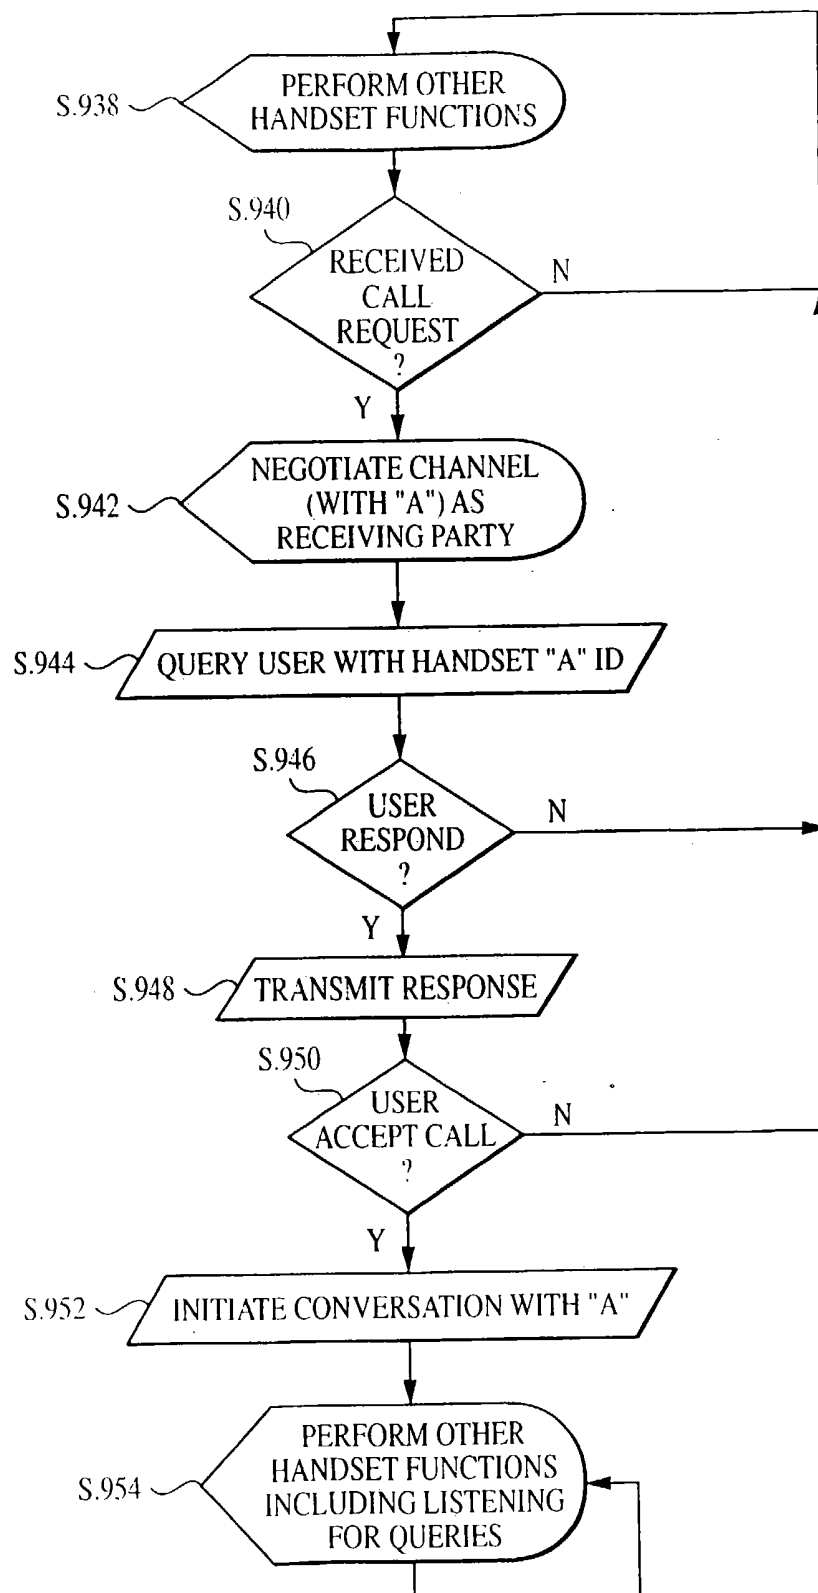 S.938
PERFORM OTHER
HANDSET FUNCTIONS
S.940
RECEIVED
CALL
REQUEST
?
N
Y
S.942
NEGOTIATE CHANNEL
(WITH "A") AS
RECEIVING PARTY
S.944
QUERY USER WITH HANDSET "A" ID
S.946
USER
RESPOND
?
N
Y
S.948
TRANSMIT RESPONSE
S.950
USER
ACCEPT CALL
?
N
Y
S.952
INITIATE CONVERSATION WITH "A"
S.954
PERFORM OTHER
HANDSET FUNCTIONS
INCLUDING LISTENING
FOR QUERIES